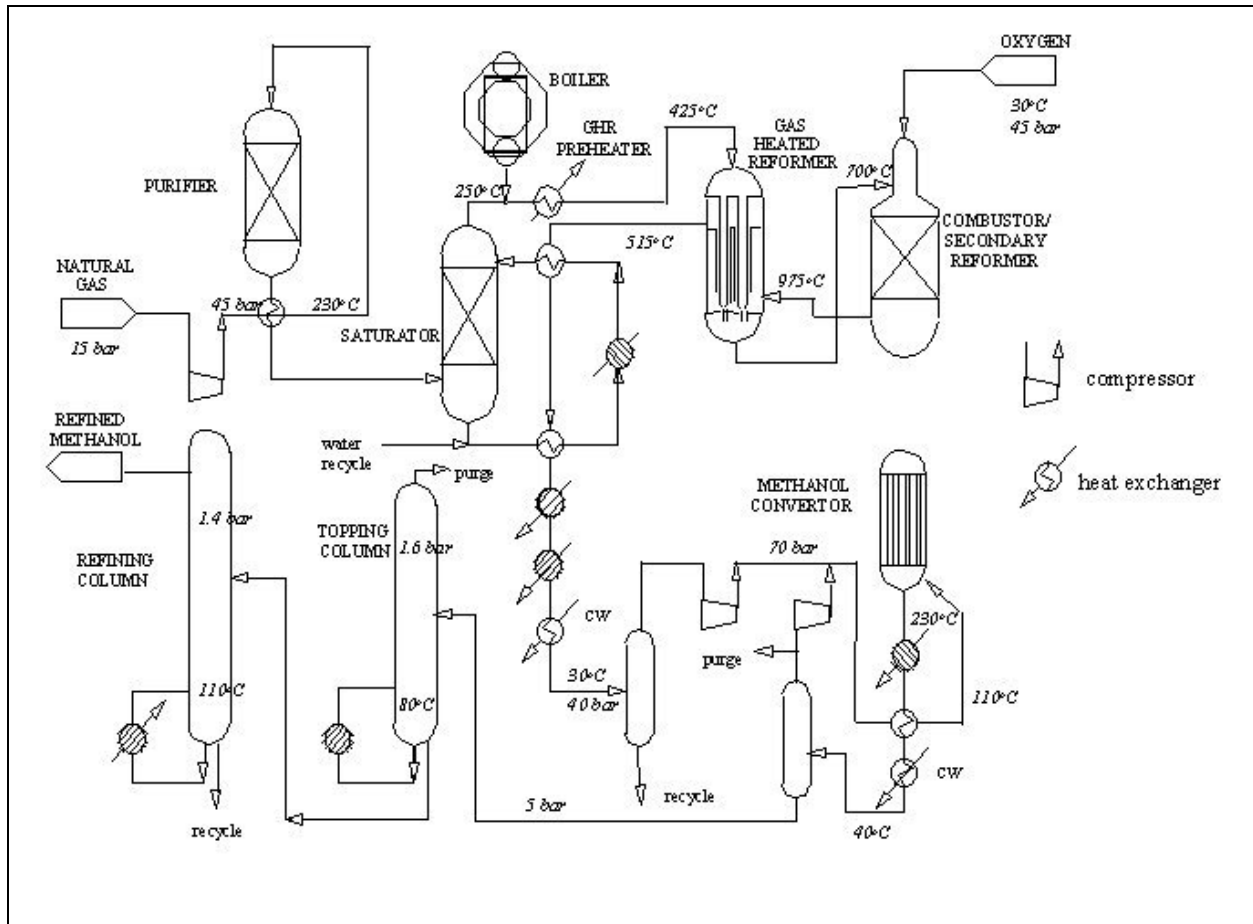 OXYGEN
30°C
45 bar
BOILER
GHR
PREHEATER
425°C
GAS
HEATED
REFORMER
700°C
PURIFIER
250°C
515°C
COMBUSTOR/
SECONDARY
REFORMER
975°C
NATURAL
GAS
15 bar
45 bar
230°C
SATURATOR
compressor
REFINED
METHANOL
water
recycle
purge
heat exchanger
METHANOL
CONVERTOR
1.4 bar
REFINING
COLUMN
TOPPING
COLUMN
1.6 bar
70 bar
CW
230°C
purge
30°C
40 bar
110°C
80°C
110°C
CW
recycle
5 bar
40°C
recycle